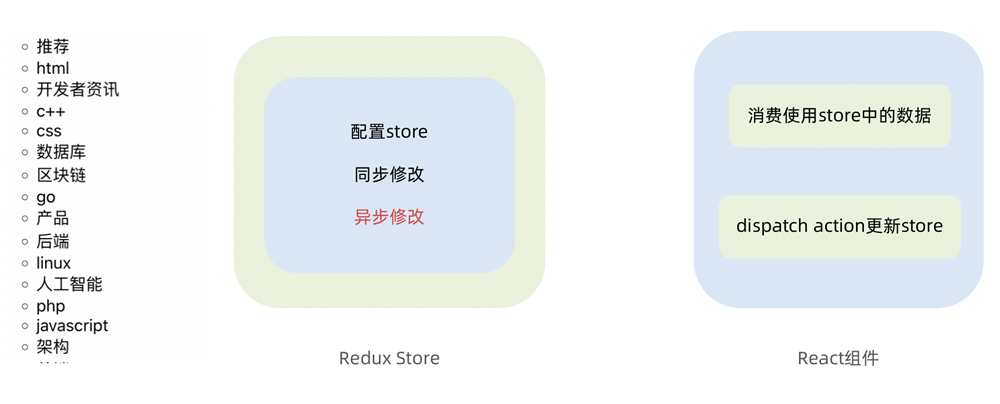 推荐
html
开发者资讯
c++
css
数据库
区块链
go
产品
后端
linux
人工智能
php
javascript
架构
配置store
同步修改
异步修改
Redux Store
消费使用store中的数据
dispatch action更新store
React组件